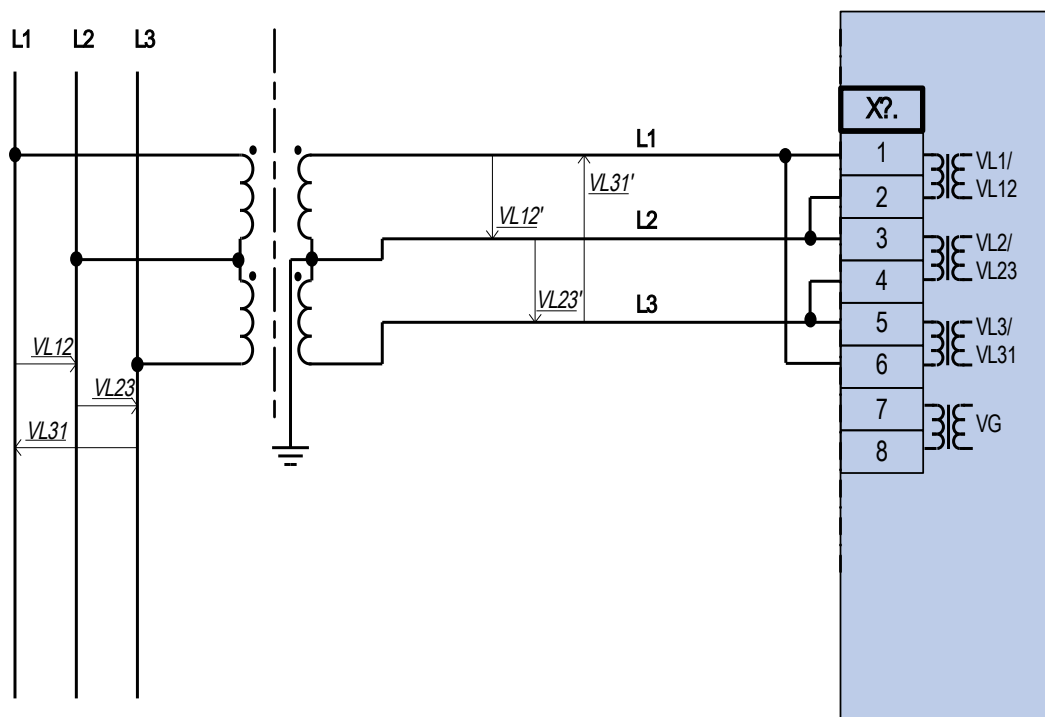 L1 L2 L3
X?.
L1
1
VL1/
VL12
VL31'
2
VL12'
L2
3
VL2/
VL23
4
VL23'
L3
5
VL3/
VL31
6
VL12
VL23
7
VG
VL31
8